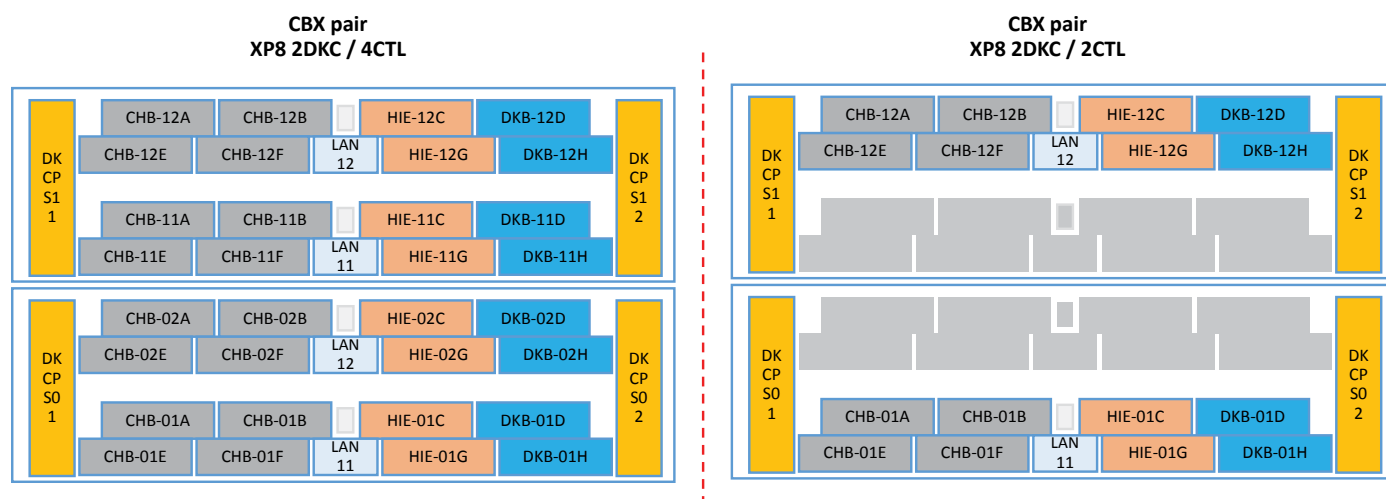 CBX pair
XP8 2DKC / 4CTL
DK
CP
S1
1
CHB-12A CHB-12B HIE-12C DKB-12D
CHB-12E CHB-12F LAN
12 HIE-12G DKB-12H
CHB-11A CHB-11B HIE-11C DKB-11D
CHB-11E CHB-11F LAN
11 HIE-11G DKB-11H
DK
CP
S1
2
DK
CP
S0
1
CHB-02A CHB-02B HIE-02C DKB-02D
CHB-02E CHB-02F LAN
12 HIE-02G DKB-02H
CHB-01A CHB-01B HIE-01C DKB-01D
CHB-01E CHB-01F LAN
11 HIE-01G DKB-01H
DK
CP
S0
2
CBX pair
XP8 2DKC / 2CTL
DK
CP
S1
1
CHB-12A CHB-12B HIE-12C DKB-12D
CHB-12E CHB-12F LAN
12 HIE-12G DKB-12H
DK
CP
S1
2
DK
CP
S0
1
CHB-01A CHB-01B HIE-01C DKB-01D
CHB-01E CHB-01F LAN
11 HIE-01G DKB-01H
DK
CP
S0
2